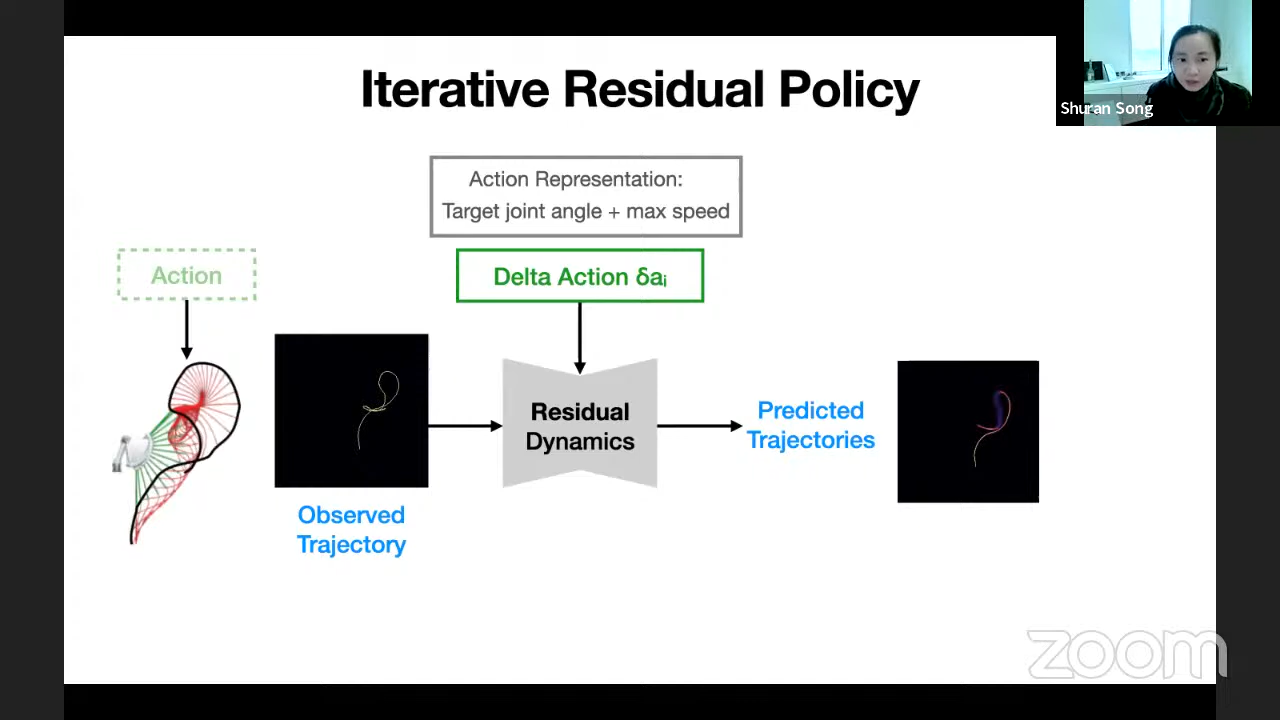 Iterative Residual Policy
Shuran Song
Action Representation:
Target joint angle + max speed
Action
Delta Action δaᵢ
Residual
Dynamics
Predicted
Trajectories
Observed
Trajectory
zoom